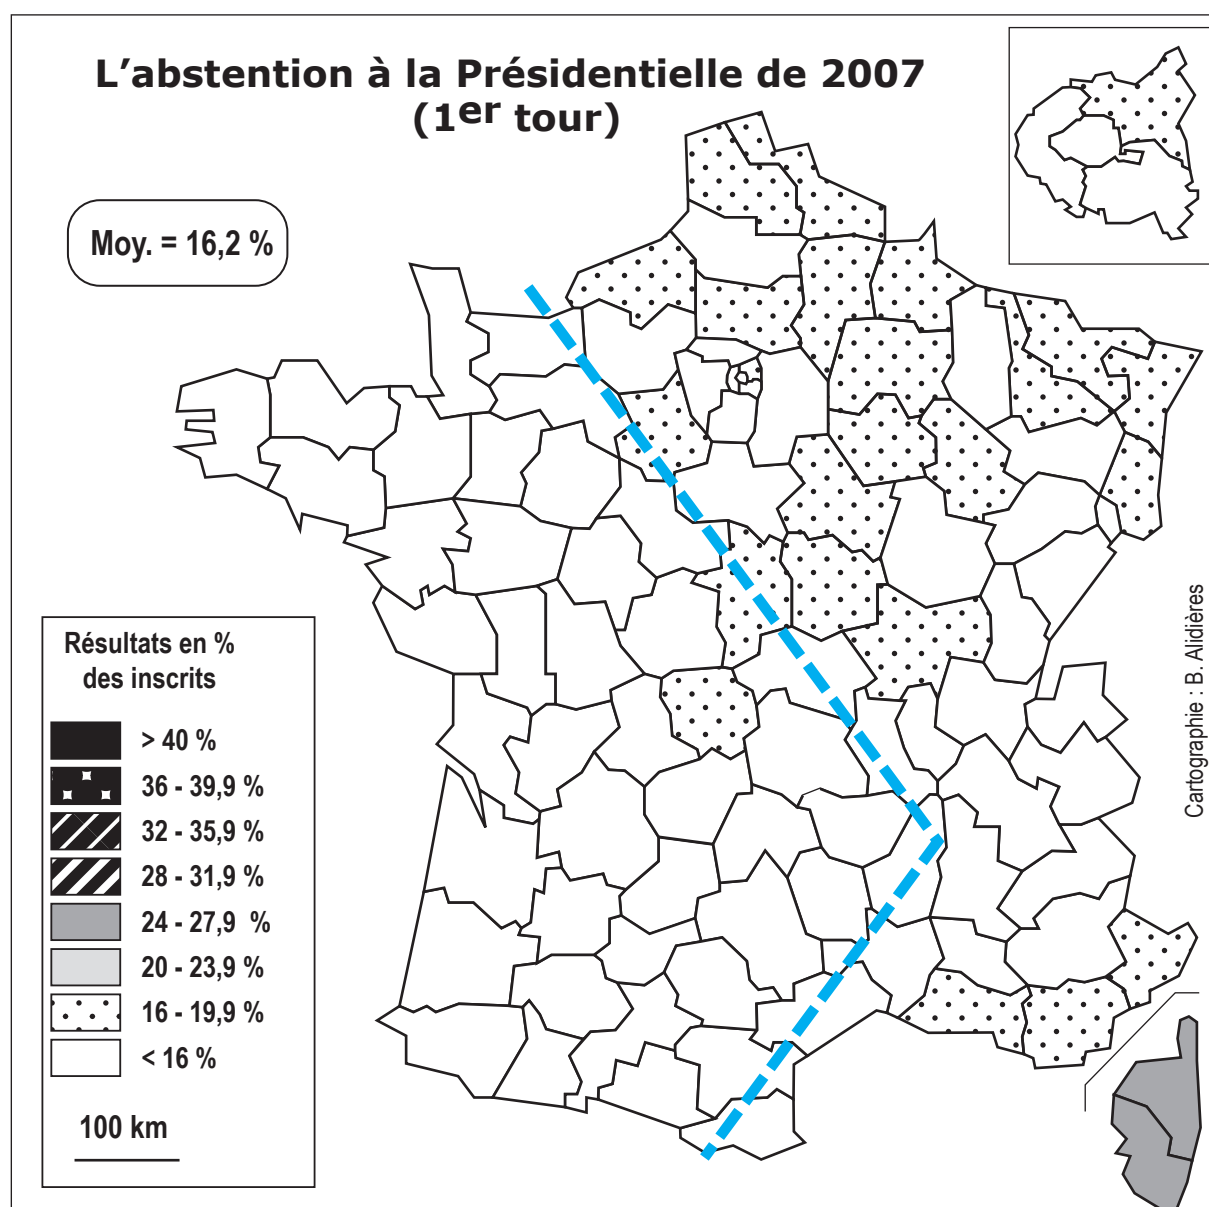 L’abstention à la Présidentielle de 2007
(1er tour)
Moy. = 16,2 %
Résultats en %
des inscrits
> 40 %
36 - 39,9 %
32 - 35,9 %
28 - 31,9 %
24 - 27,9 %
20 - 23,9 %
16 - 19,9 %
< 16 %
100 km
Cartographie : B. Alidières